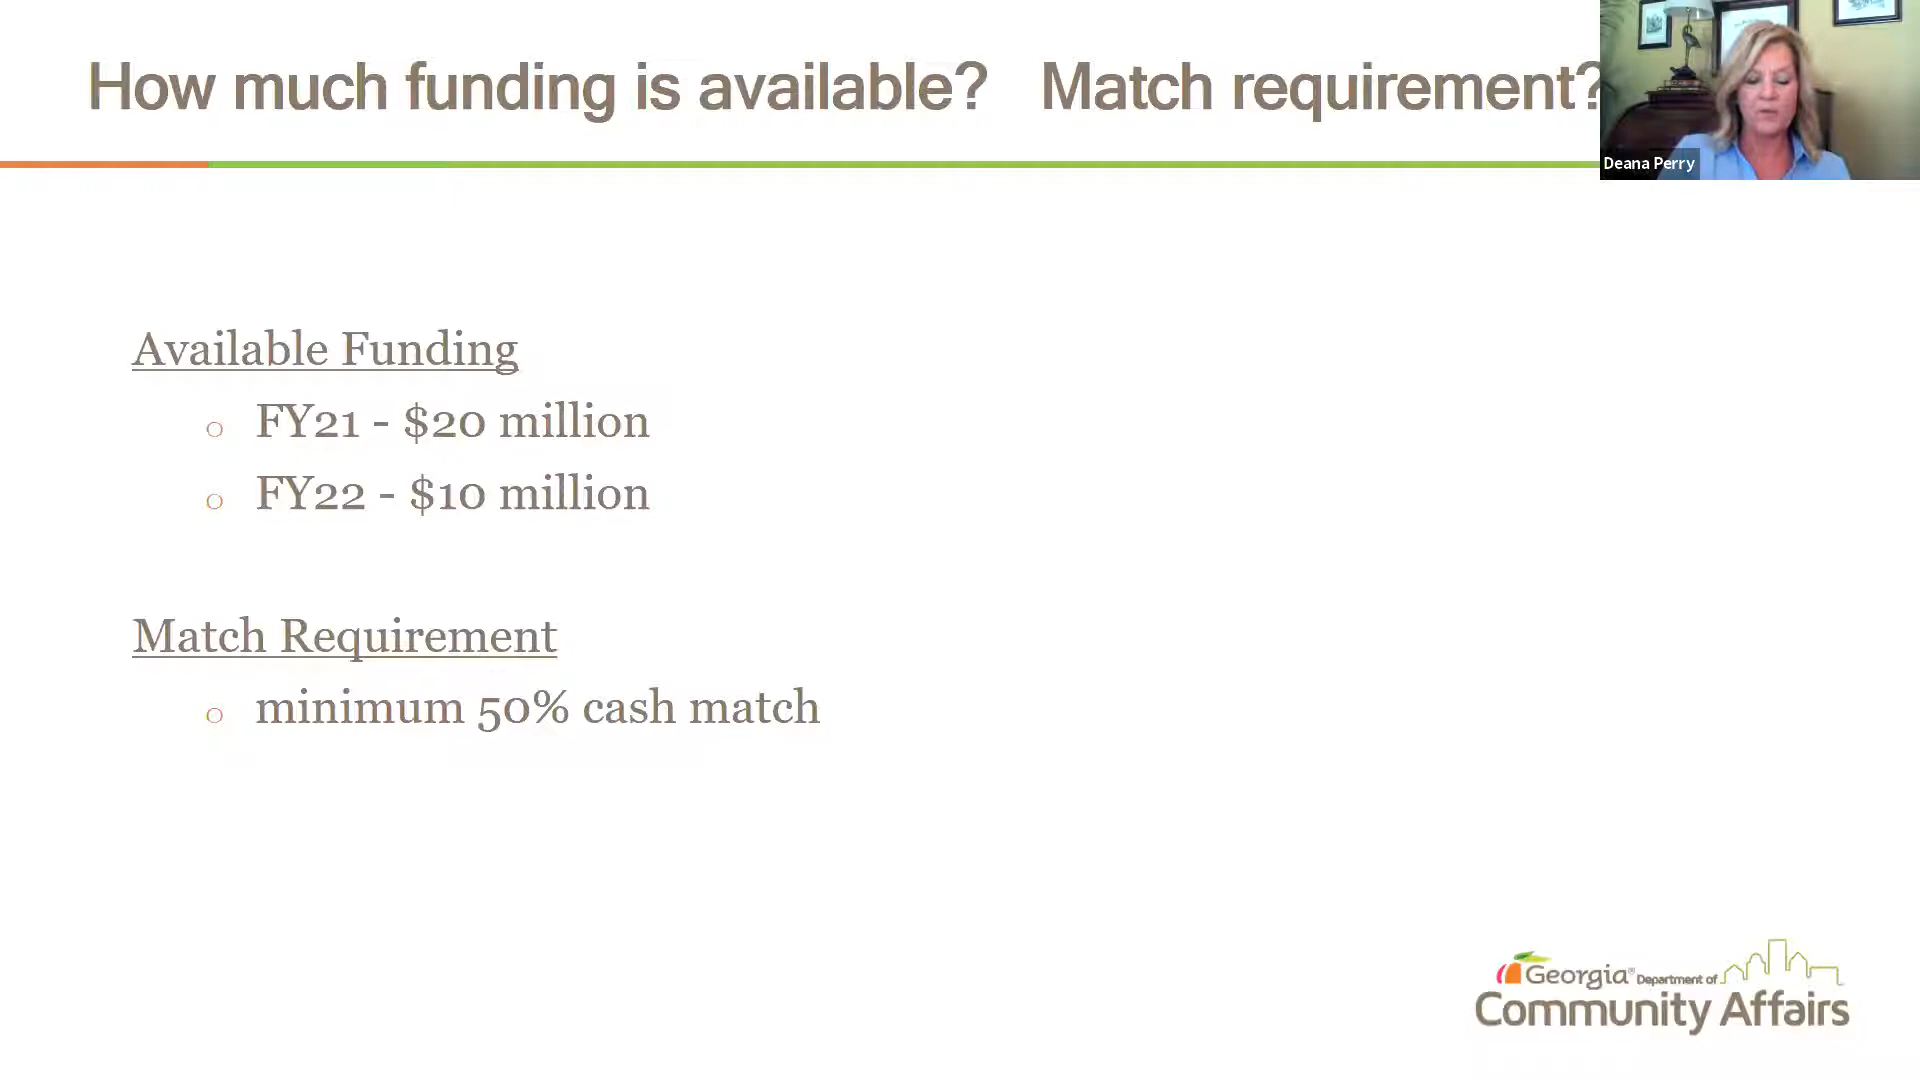 How much funding is available? Match requirement?
Deana Perry
Available Funding
○ FY21 - $20 million
○ FY22 - $10 million
Match Requirement
○ minimum 50% cash match
Georgia® Department of
Community Affairs